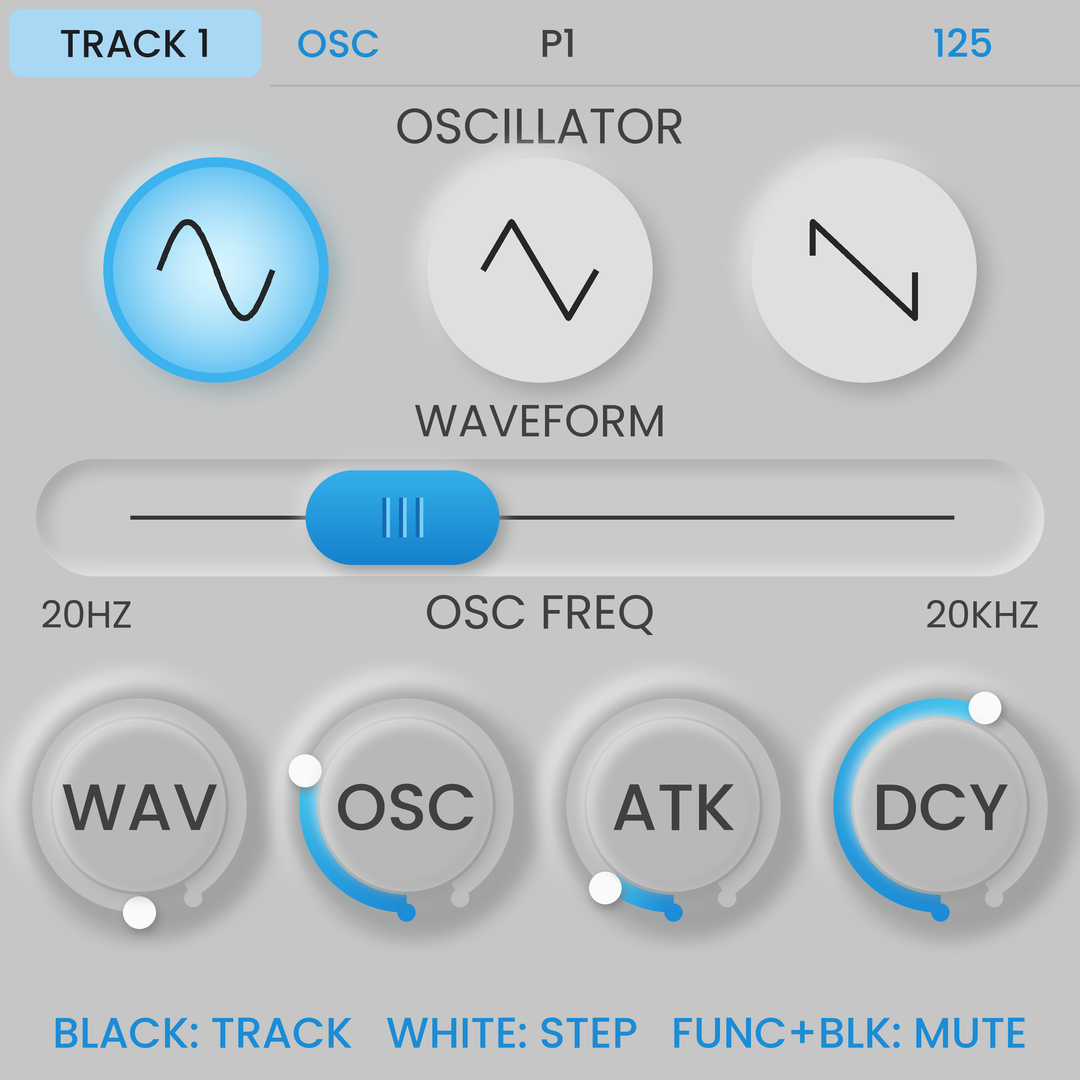 TRACK 1 OSC P1 125
OSCILLATOR
WAVEFORM
20HZ OSC FREQ 20KHZ
WAV OSC ATK DCY
BLACK: TRACK WHITE: STEP FUNC+BLK: MUTE